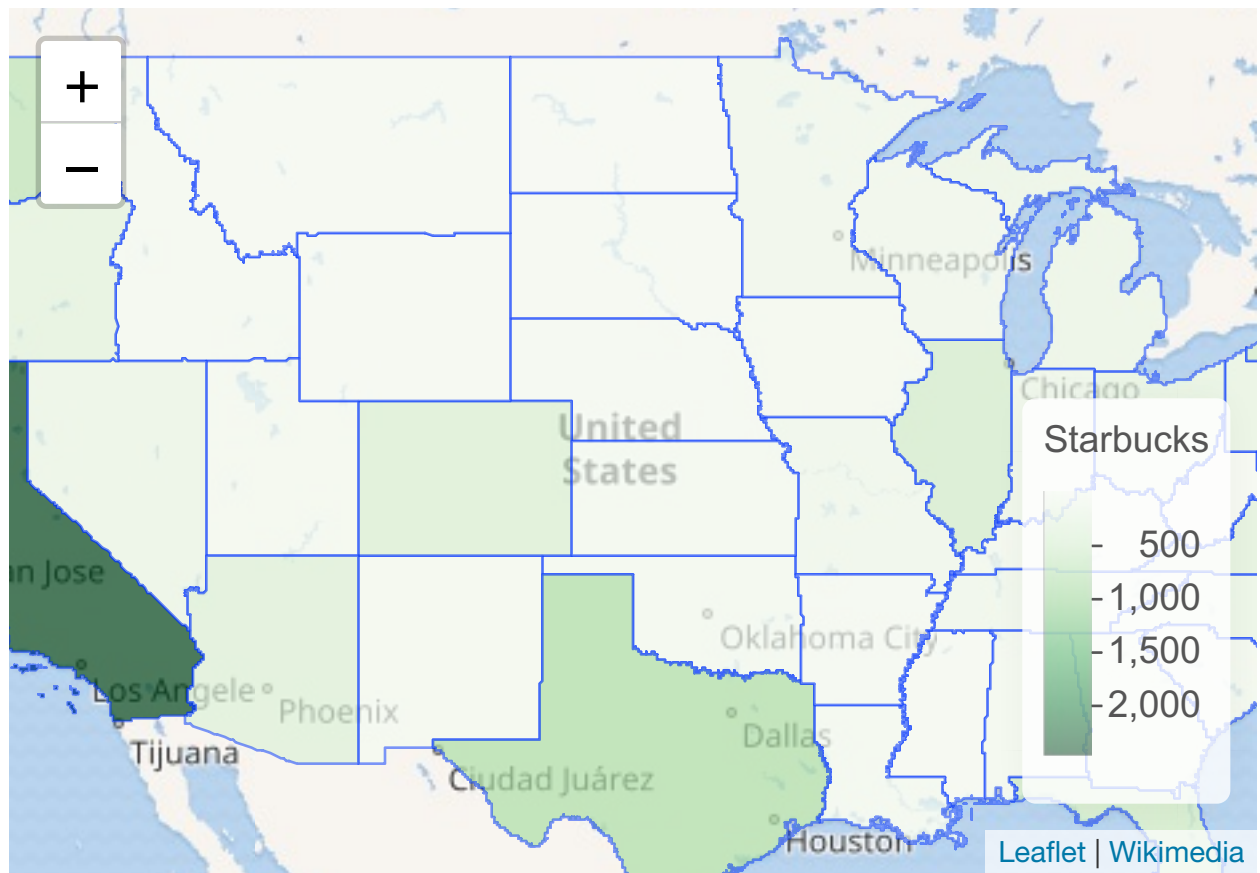 +
−
Minneapolis
Chicago
United
States
Starbucks
500
1,000
1,500
2,000
an Jose
Oklahoma City
Los Angele
Phoenix
Dallas
Tijuana
Ciudad Juárez
Houston
Leaflet | Wikimedia